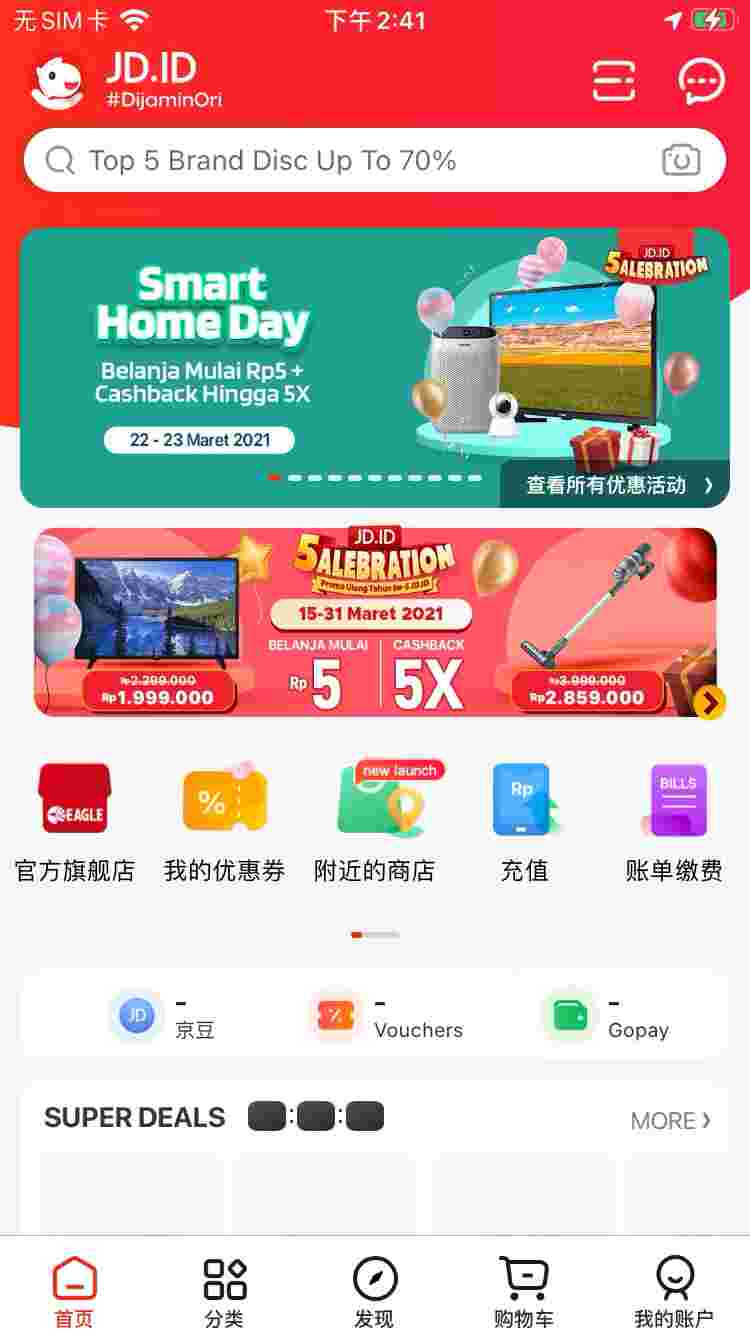 无SIM卡 下午2:41
JD.ID
#DijaminOri
Top 5 Brand Disc Up To 70%
JD.ID
5ALEBRATION
Smart
Home Day
Belanja Mulai Rp5 +
Cashback Hingga 5X
22 - 23 Maret 2021
查看所有优惠活动
JD.ID
5ALEBRATION
Promo Ulang Tahun ke-5 JD.ID
15-31 Maret 2021
BELANJA MULAI CASHBACK
Rp 5 5X
Rp2.299.000 Rp3.999.000
Rp1.999.000 Rp2.859.000
new launch
EAGLE % Rp BILLS
官方旗舰店 我的优惠券 附近的商店 充值 账单缴费
- - -
JD 京豆 Vouchers Gopay
SUPER DEALS : : MORE
首页 分类 发现 购物车 我的账户